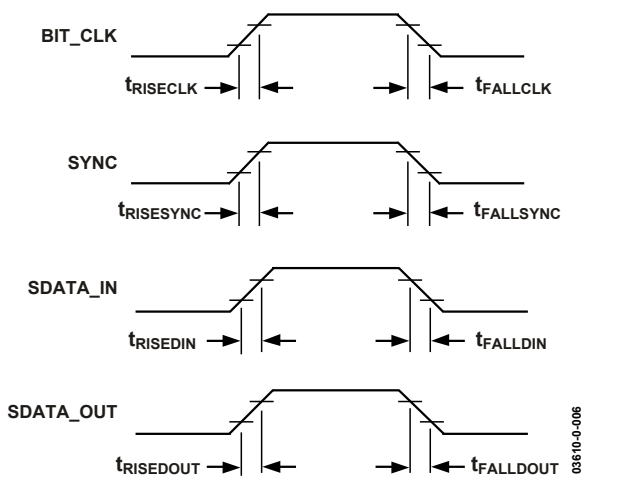 BIT_CLK
tRISECLK
tFALLCLK
SYNC
tRISESYNC
tFALLSYNC
SDATA_IN
tRISEDIN
tFALLDIN
SDATA_OUT
tRISEDOUT
tFALLDOUT
03610-0-006